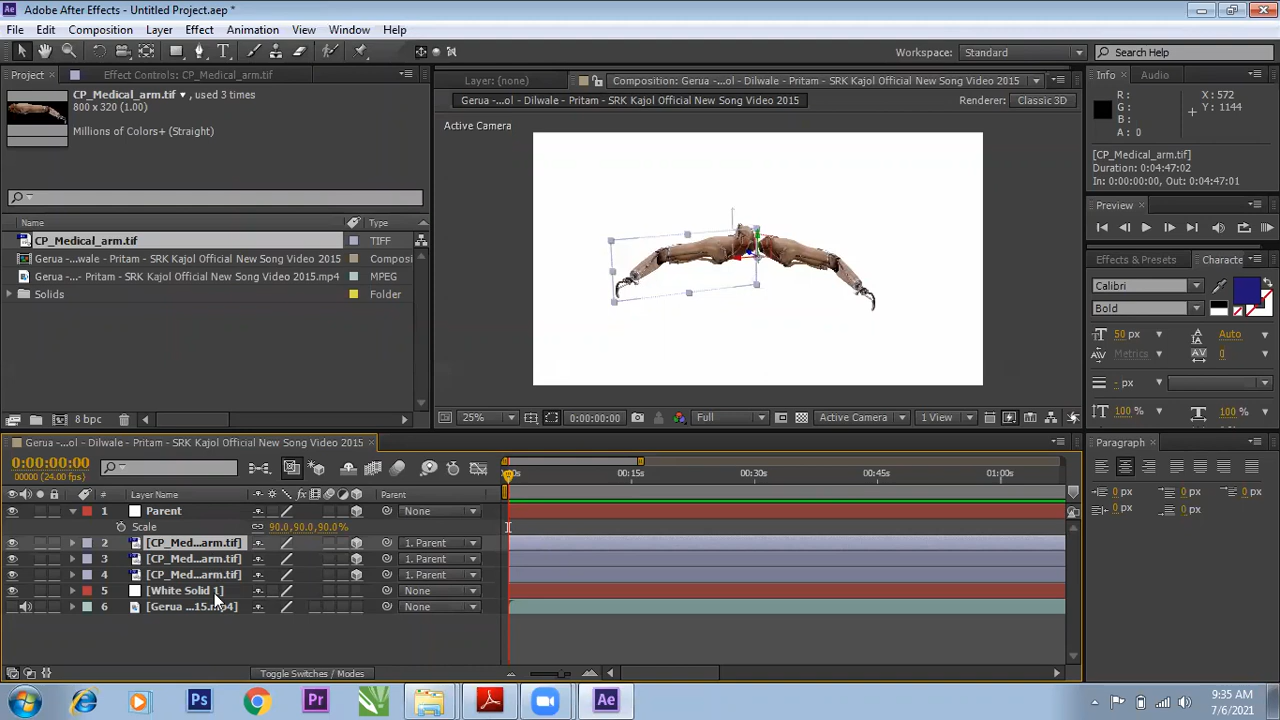 Ae Adobe After Effects - Untitled Project.aep *
File Edit Composition Layer Effect Animation View Window Help
Workspace: Standard Search Help
Project Effect Controls: CP_Medical_arm.tif
CP_Medical_arm.tif ▾ , used 3 times
800 x 320 (1.00)
Millions of Colors+ (Straight)
Name Type
CP_Medical_arm.tif TIFF
Gerua -...wale - Pritam - SRK Kajol Official New Song Video 2015 Composi
Gerua -...- Pritam - SRK Kajol Official New Song Video 2015.mp4 MPEG
Solids Folder
8 bpc
Layer: (none) Composition: Gerua -...ol - Dilwale - Pritam - SRK Kajol Official New Song Video 2015
Gerua -...ol - Dilwale - Pritam - SRK Kajol Official New Song Video 2015 Renderer: Classic 3D
Active Camera
25% 0:00:00:00 Full Active Camera 1 View
Info Audio
R: X: 572
G: Y: 1144
B:
A: 0
[CP_Medical_arm.tif]
Duration: 0:04:47:02
In: 0:00:00:00, Out: 0:04:47:01
Preview
Effects & Presets Characte
Calibri
Bold
50 px Auto
Metrics 0
- px
100 % 100 %
Paragraph
0 px 0 px 0 px
0 px 0 px
Gerua -...ol - Dilwale - Pritam - SRK Kajol Official New Song Video 2015
0:00:00:00
00000 (24.00 fps)
00s 00:15s 00:30s 00:45s 01:00s
# Layer Name Parent
1 Parent None
Scale 90.0,90.0,90.0%
2 [CP_Med...arm.tif] 1. Parent
3 [CP_Med...arm.tif] 1. Parent
4 [CP_Med...arm.tif] 1. Parent
5 [White Solid 1] None
6 [Gerua ...15.mp4] None
Toggle Switches / Modes
Ps Pr Ae
9:35 AM
7/6/2021